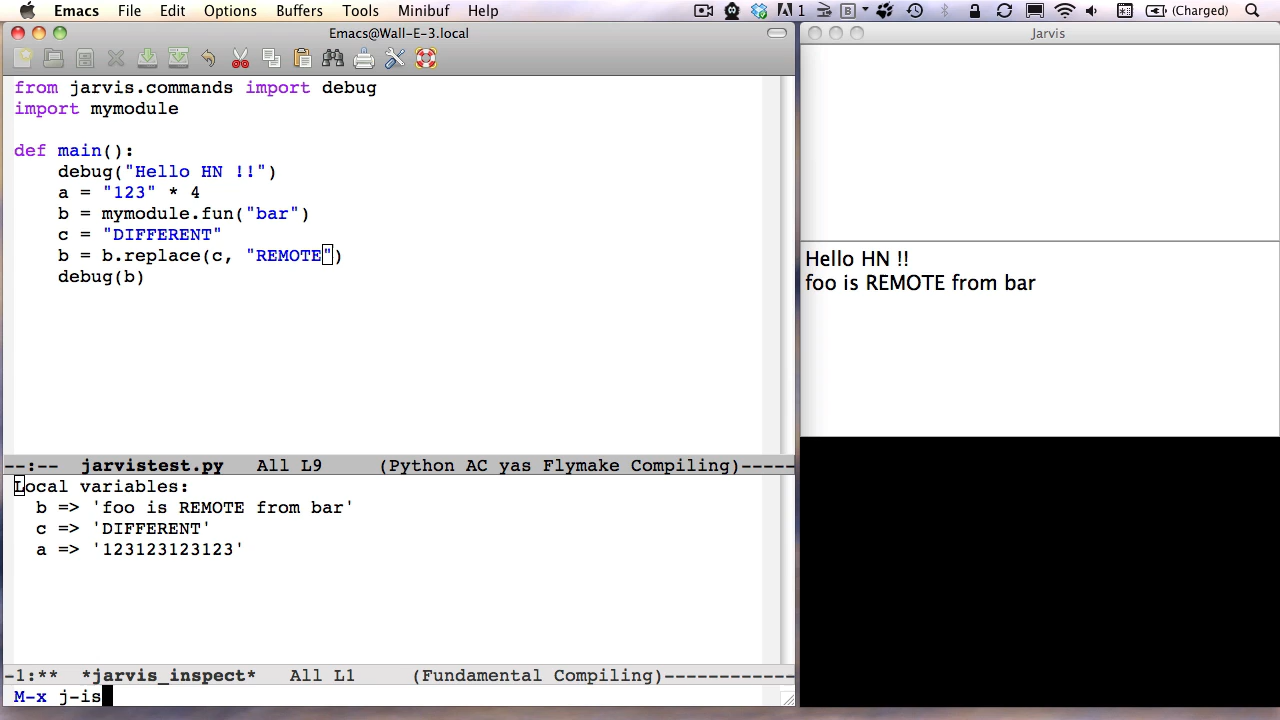 Emacs File Edit Options Buffers Tools Minibuf Help 1 (Charged)
Emacs@Wall-E-3.local
from jarvis.commands import debug
import mymodule
def main():
debug("Hello HN !!")
a = "123" * 4
b = mymodule.fun("bar")
c = "DIFFERENT"
b = b.replace(c, "REMOTE")
debug(b)
--:-- jarvistest.py All L9 (Python AC yas Flymake Compiling)-----
Local variables:
b => 'foo is REMOTE from bar'
c => 'DIFFERENT'
a => '123123123123'
-1:** *jarvis_inspect* All L1 (Fundamental Compiling)------------
M-x j-is
Jarvis
Hello HN !!
foo is REMOTE from bar